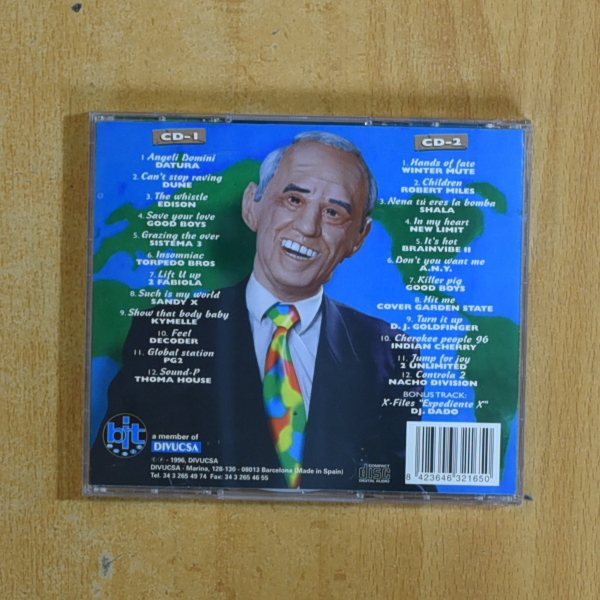 CD-1
1 Angeli Domini
DATURA
2. Can't stop raving
DUNE
3. The whistle
EDISON
4. Save your love
GOOD BOYS
5. Grazing the over
SISTEMA 3
6. Insomniac
TORPEDO BROS
7. Lift U up
2 FABIOLA
8. Such is my world
SANDY X
9. Show that body baby
KYMELLE
10. Feel
DECODER
11. Global station
PG2
12. Sound-P
THOMA HOUSE
CD-2
1. Hands of fate
WINTER MUTE
2. Children
ROBERT MILES
3. Nena tú eres la bomba
SHALA
4. In my heart
NEW LIMIT
5. It's hot
BRAINVIBE II
6. Don't you want me
A.N.Y.
7. Killer pig
GOOD BOYS
8. Hit me
COVER GARDEN STATE
9. Turn it up
D. J. GOLDFINGER
10. Cherokee people 96
INDIAN CHERRY
11. Jump for joy
2 UNLIMITED
12. Controla 2
NACHO DIVISION
BONUS TRACK:
X-Files "Expediente X"
DJ. DADO
bit
a member of
DIVUCSA
1996, DIVUCSA
DIVUCSA - Marina, 128-130 - 08013 Barcelona (Made in Spain)
Tel. 34 3 265 49 74 Fax: 34 3 265 46 55
COMPACT
disc
DIGITAL AUDIO
8 423646 321650